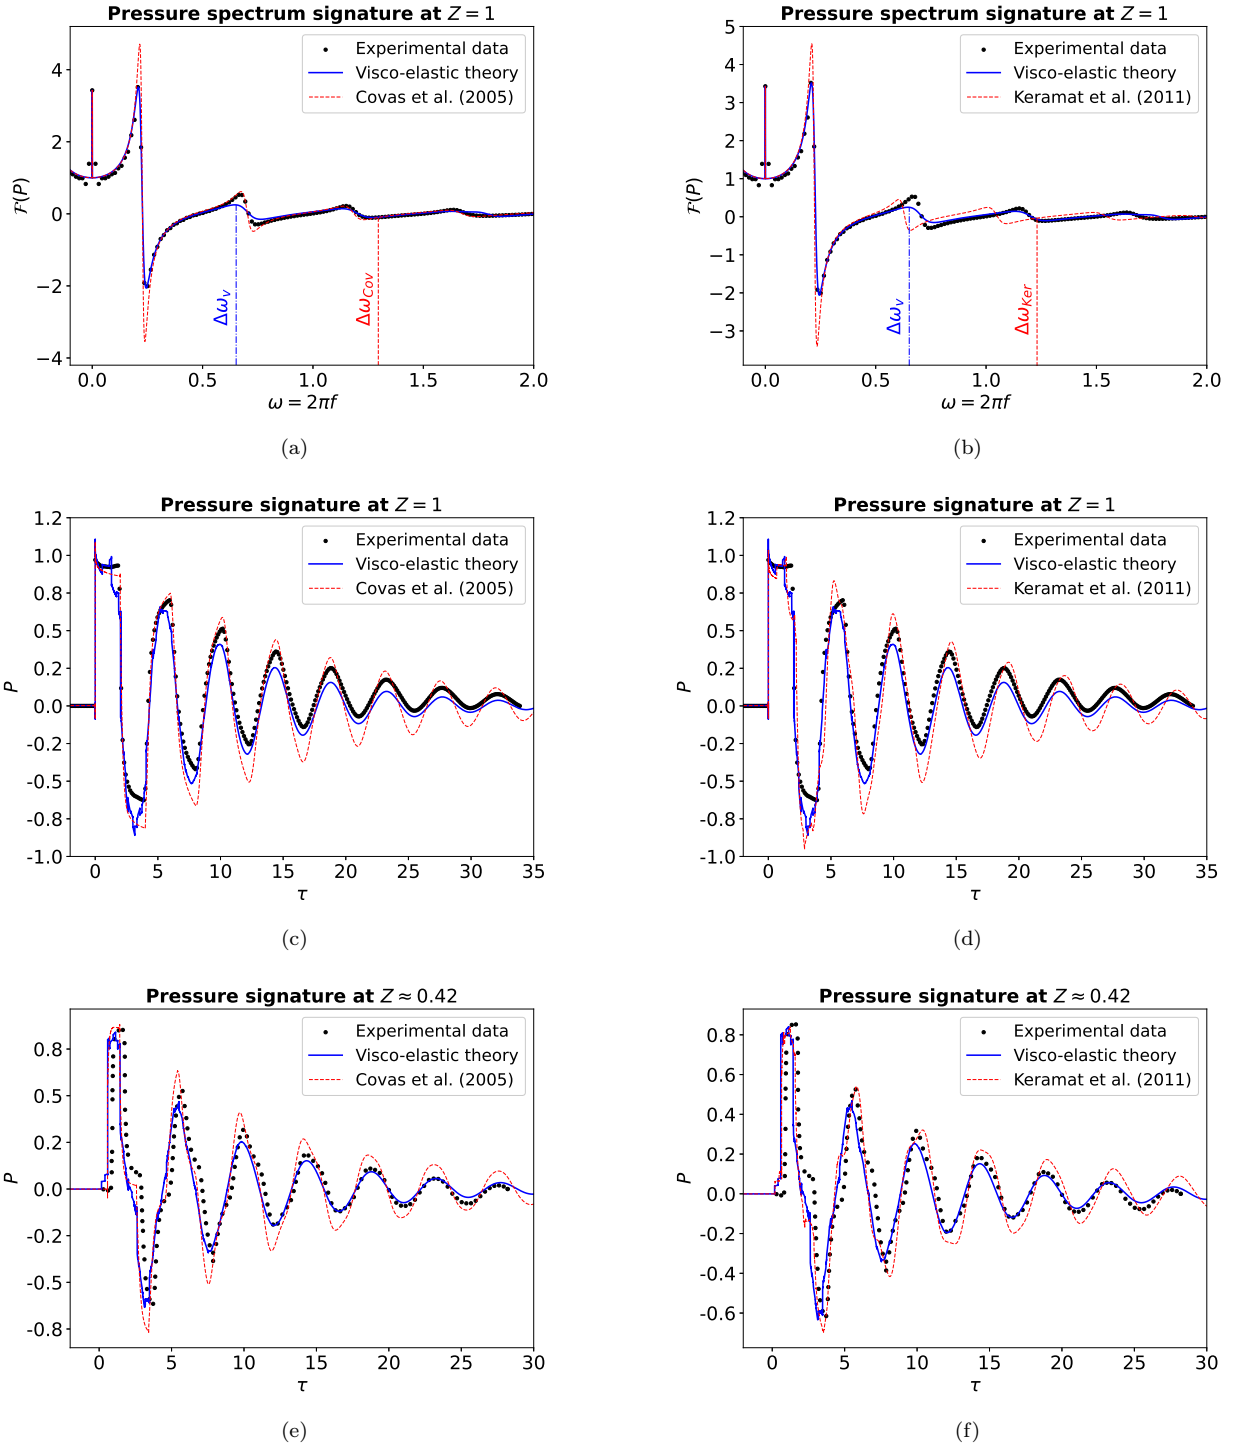 Pressure spectrum signature at Z = 1
Experimental data
Visco-elastic theory
Covas et al. (2005)
4
2
0
−2
−4
F(P)
Δω_v
Δω_Cov
0.0 0.5 1.0 1.5 2.0
ω = 2πf
(a)
Pressure spectrum signature at Z = 1
Experimental data
Visco-elastic theory
Keramat et al. (2011)
5
4
3
2
1
0
−1
−2
−3
F(P)
Δω_v
Δω_Ker
0.0 0.5 1.0 1.5 2.0
ω = 2πf
(b)
Pressure signature at Z = 1
Experimental data
Visco-elastic theory
Covas et al. (2005)
1.2
1.0
0.8
0.5
0.2
0.0
-0.2
-0.5
-0.8
-1.0
P
0 5 10 15 20 25 30 35
τ
(c)
Pressure signature at Z = 1
Experimental data
Visco-elastic theory
Keramat et al. (2011)
1.2
1.0
0.8
0.5
0.2
0.0
-0.2
-0.5
-0.8
-1.0
P
0 5 10 15 20 25 30 35
τ
(d)
Pressure signature at Z ≈ 0.42
Experimental data
Visco-elastic theory
Covas et al. (2005)
0.8
0.5
0.2
0.0
-0.2
-0.5
-0.8
P
0 5 10 15 20 25 30
τ
(e)
Pressure signature at Z ≈ 0.42
Experimental data
Visco-elastic theory
Keramat et al. (2011)
0.8
0.6
0.4
0.2
0.0
-0.2
-0.4
-0.6
P
0 5 10 15 20 25 30
τ
(f)